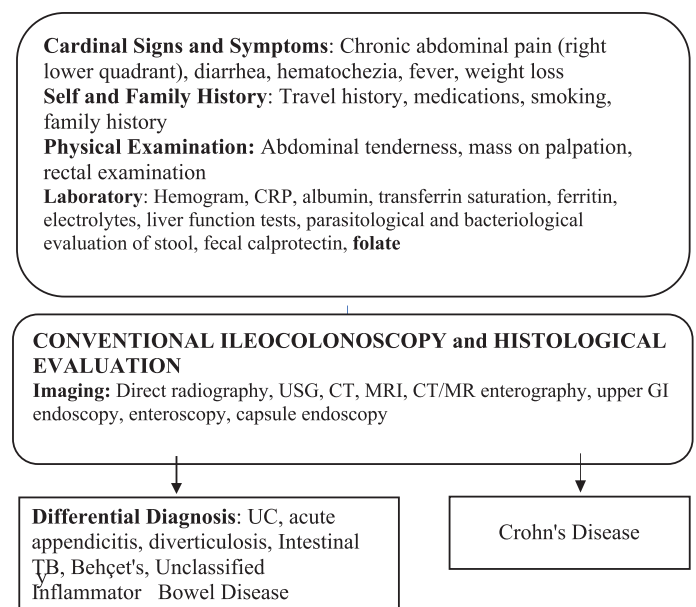 Cardinal Signs and Symptoms: Chronic abdominal pain (right
lower quadrant), diarrhea, hematochezia, fever, weight loss
Self and Family History: Travel history, medications, smoking,
family history
Physical Examination: Abdominal tenderness, mass on palpation,
rectal examination
Laboratory: Hemogram, CRP, albumin, transferrin saturation, ferritin,
electrolytes, liver function tests, parasitological and bacteriological
evaluation of stool, fecal calprotectin, folate
CONVENTIONAL ILEOCOLONOSCOPY and HISTOLOGICAL
EVALUATION
Imaging: Direct radiography, USG, CT, MRI, CT/MR enterography, upper GI
endoscopy, enteroscopy, capsule endoscopy
Differential Diagnosis: UC, acute
appendicitis, diverticulosis, Intestinal
TB, Behçet's, Unclassified
y
Inflammator Bowel Disease
Crohn's Disease